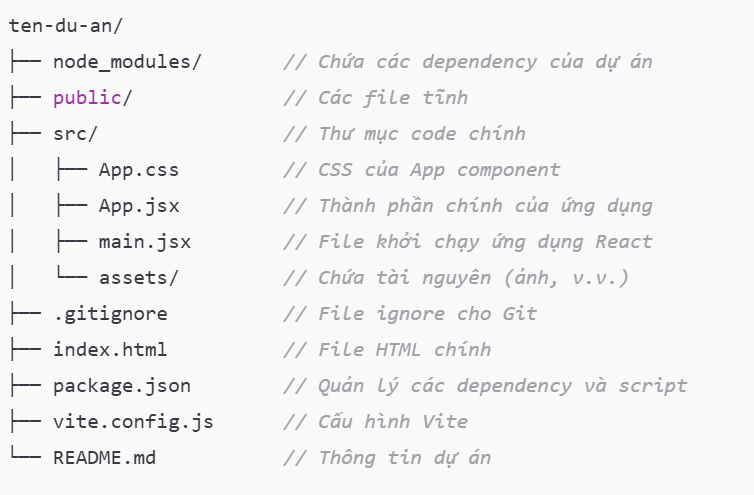 ten-du-an/
├── node_modules/       // Chứa các dependency của dự án
├── public/             // Các file tĩnh
├── src/                // Thư mục code chính
│   ├── App.css         // CSS của App component
│   ├── App.jsx         // Thành phần chính của ứng dụng
│   ├── main.jsx        // File khởi chạy ứng dụng React
│   └── assets/         // Chứa tài nguyên (ảnh, v.v.)
├── .gitignore          // File ignore cho Git
├── index.html          // File HTML chính
├── package.json        // Quản lý các dependency và script
├── vite.config.js      // Cấu hình Vite
└── README.md           // Thông tin dự án